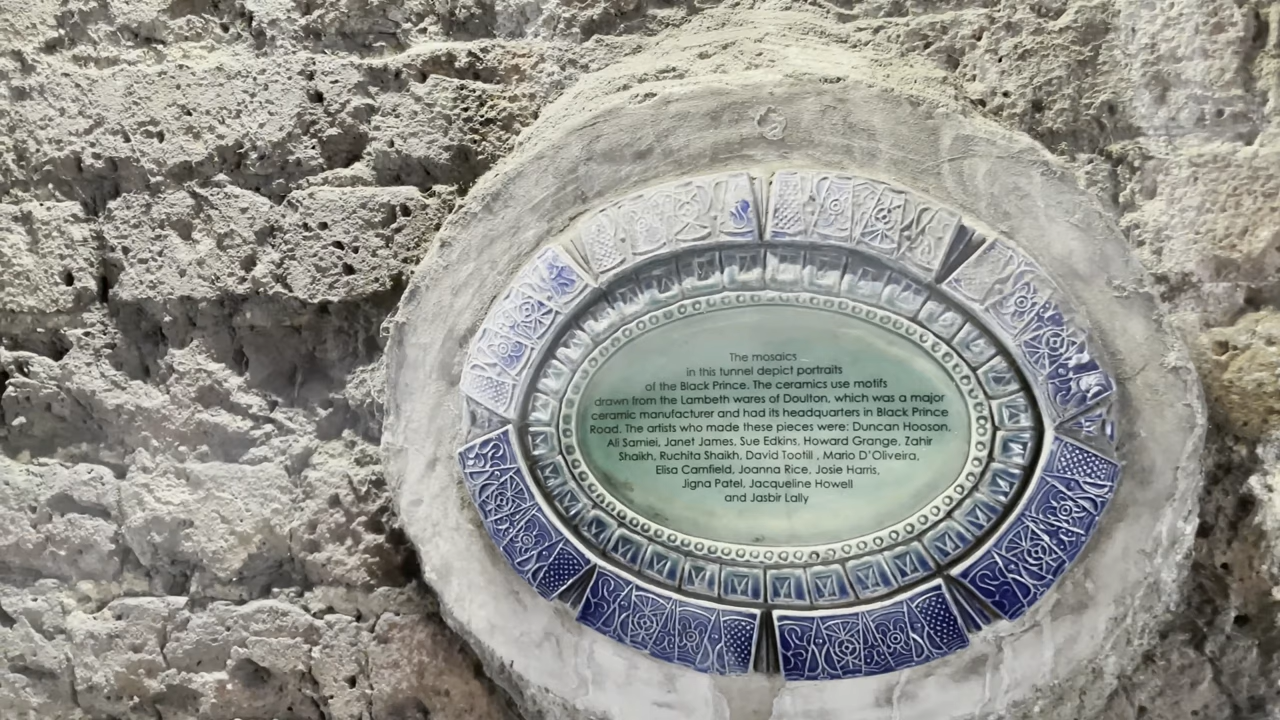 The mosaics
in this tunnel depict portraits
of the Black Prince. The ceramics use motifs
drawn from the Lambeth wares of Doulton, which was a major
ceramic manufacturer and had its headquarters in Black Prince
Road. The artists who made these pieces were: Duncan Hooson,
Ali Samiei, Janet James, Sue Edkins, Howard Grange, Zahir
Shaikh, Ruchita Shaikh, David Tootill , Mario D'Oliveira,
Elisa Carnfield, Joanna Rice, Josie Harris,
Jigna Patel, Jacqueline Howell
and Jasbir Lally